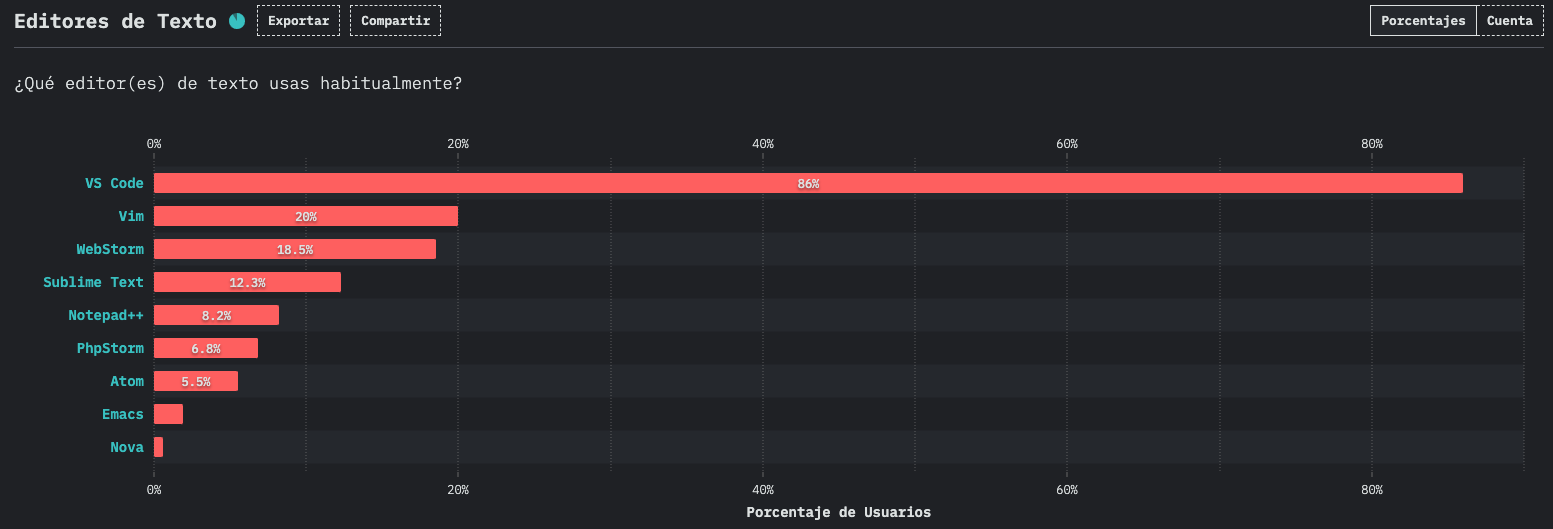 Editores de Texto Exportar Compartir Porcentajes Cuenta
¿Qué editor(es) de texto usas habitualmente?
0% 20% 40% 60% 80%
VS Code 86%
Vim 20%
WebStorm 18.5%
Sublime Text 12.3%
Notepad++ 8.2%
PhpStorm 6.8%
Atom 5.5%
Emacs
Nova
0% 20% 40% 60% 80%
Porcentaje de Usuarios